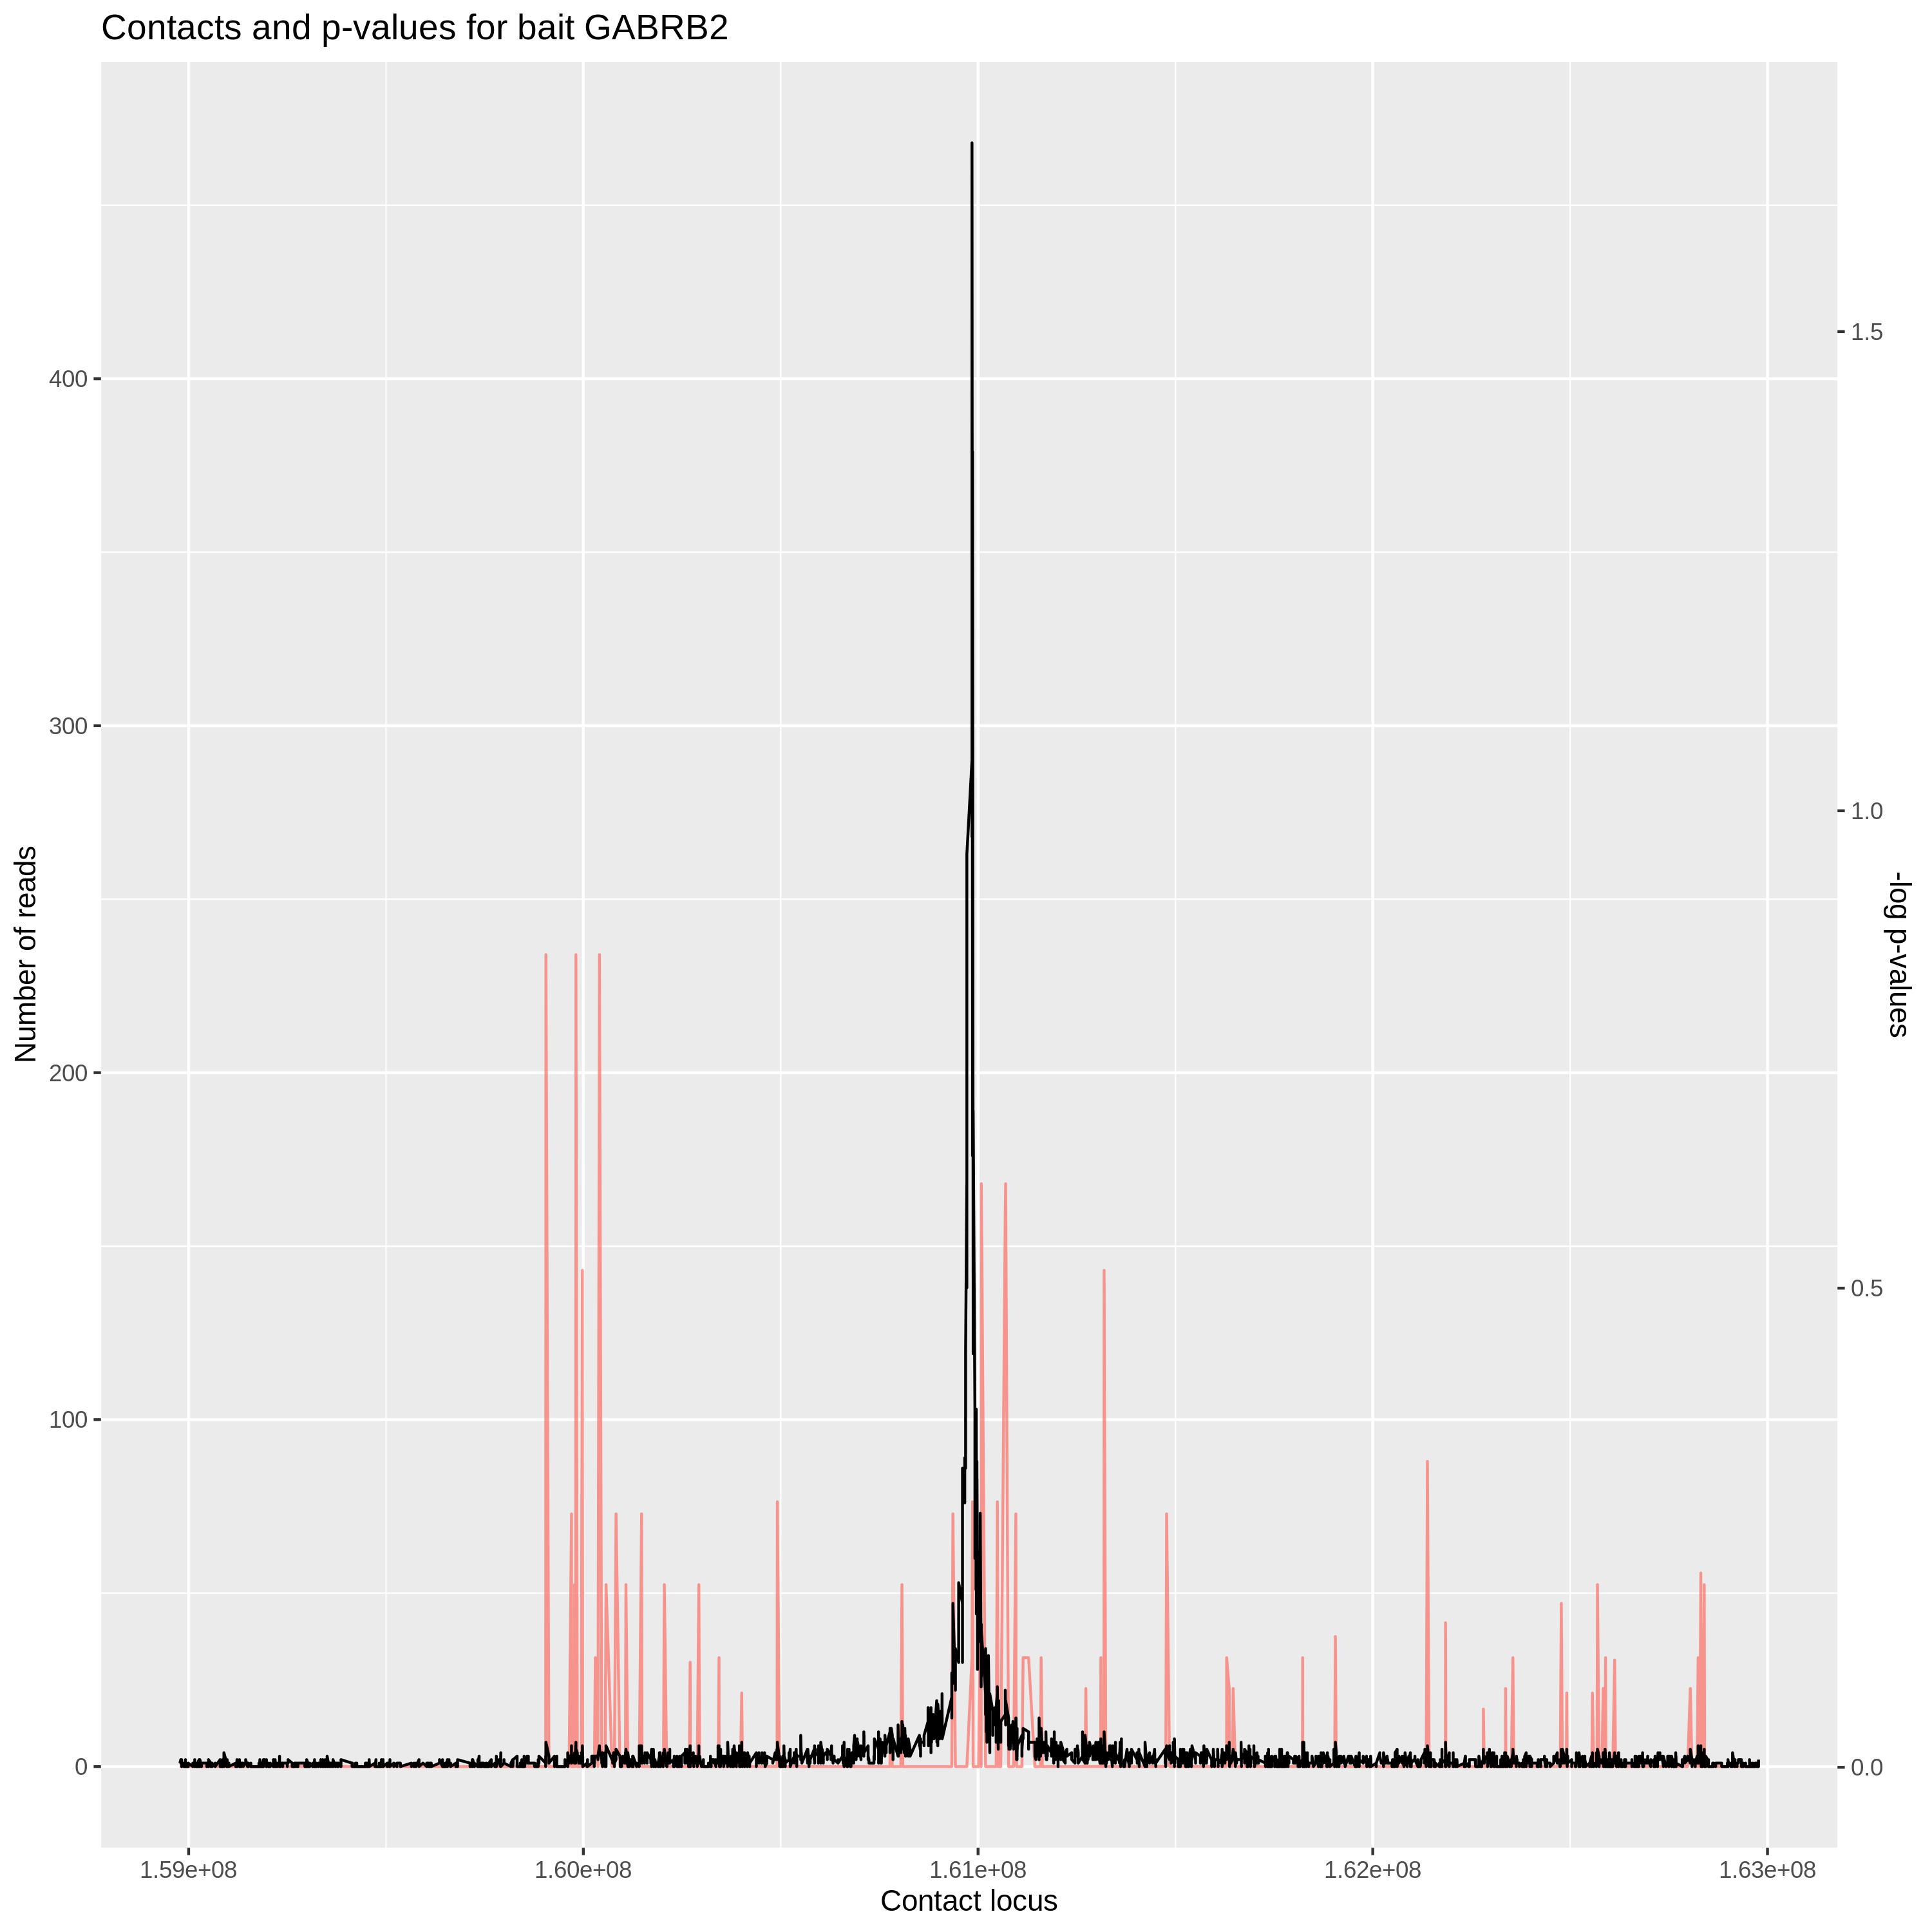 Contacts and p-values for bait GABRB2
Number of reads
400
300
200
100
0
1.5
1.0
0.5
0.0
-log p-values
1.59e+08 1.60e+08 1.61e+08 1.62e+08 1.63e+08
Contact locus